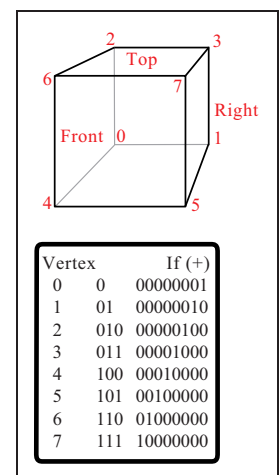 2 3
Top
6 7
Right
Front 0 1
4 5
Vertex If (+)
0 0 00000001
1 01 00000010
2 010 00000100
3 011 00001000
4 100 00010000
5 101 00100000
6 110 01000000
7 111 10000000